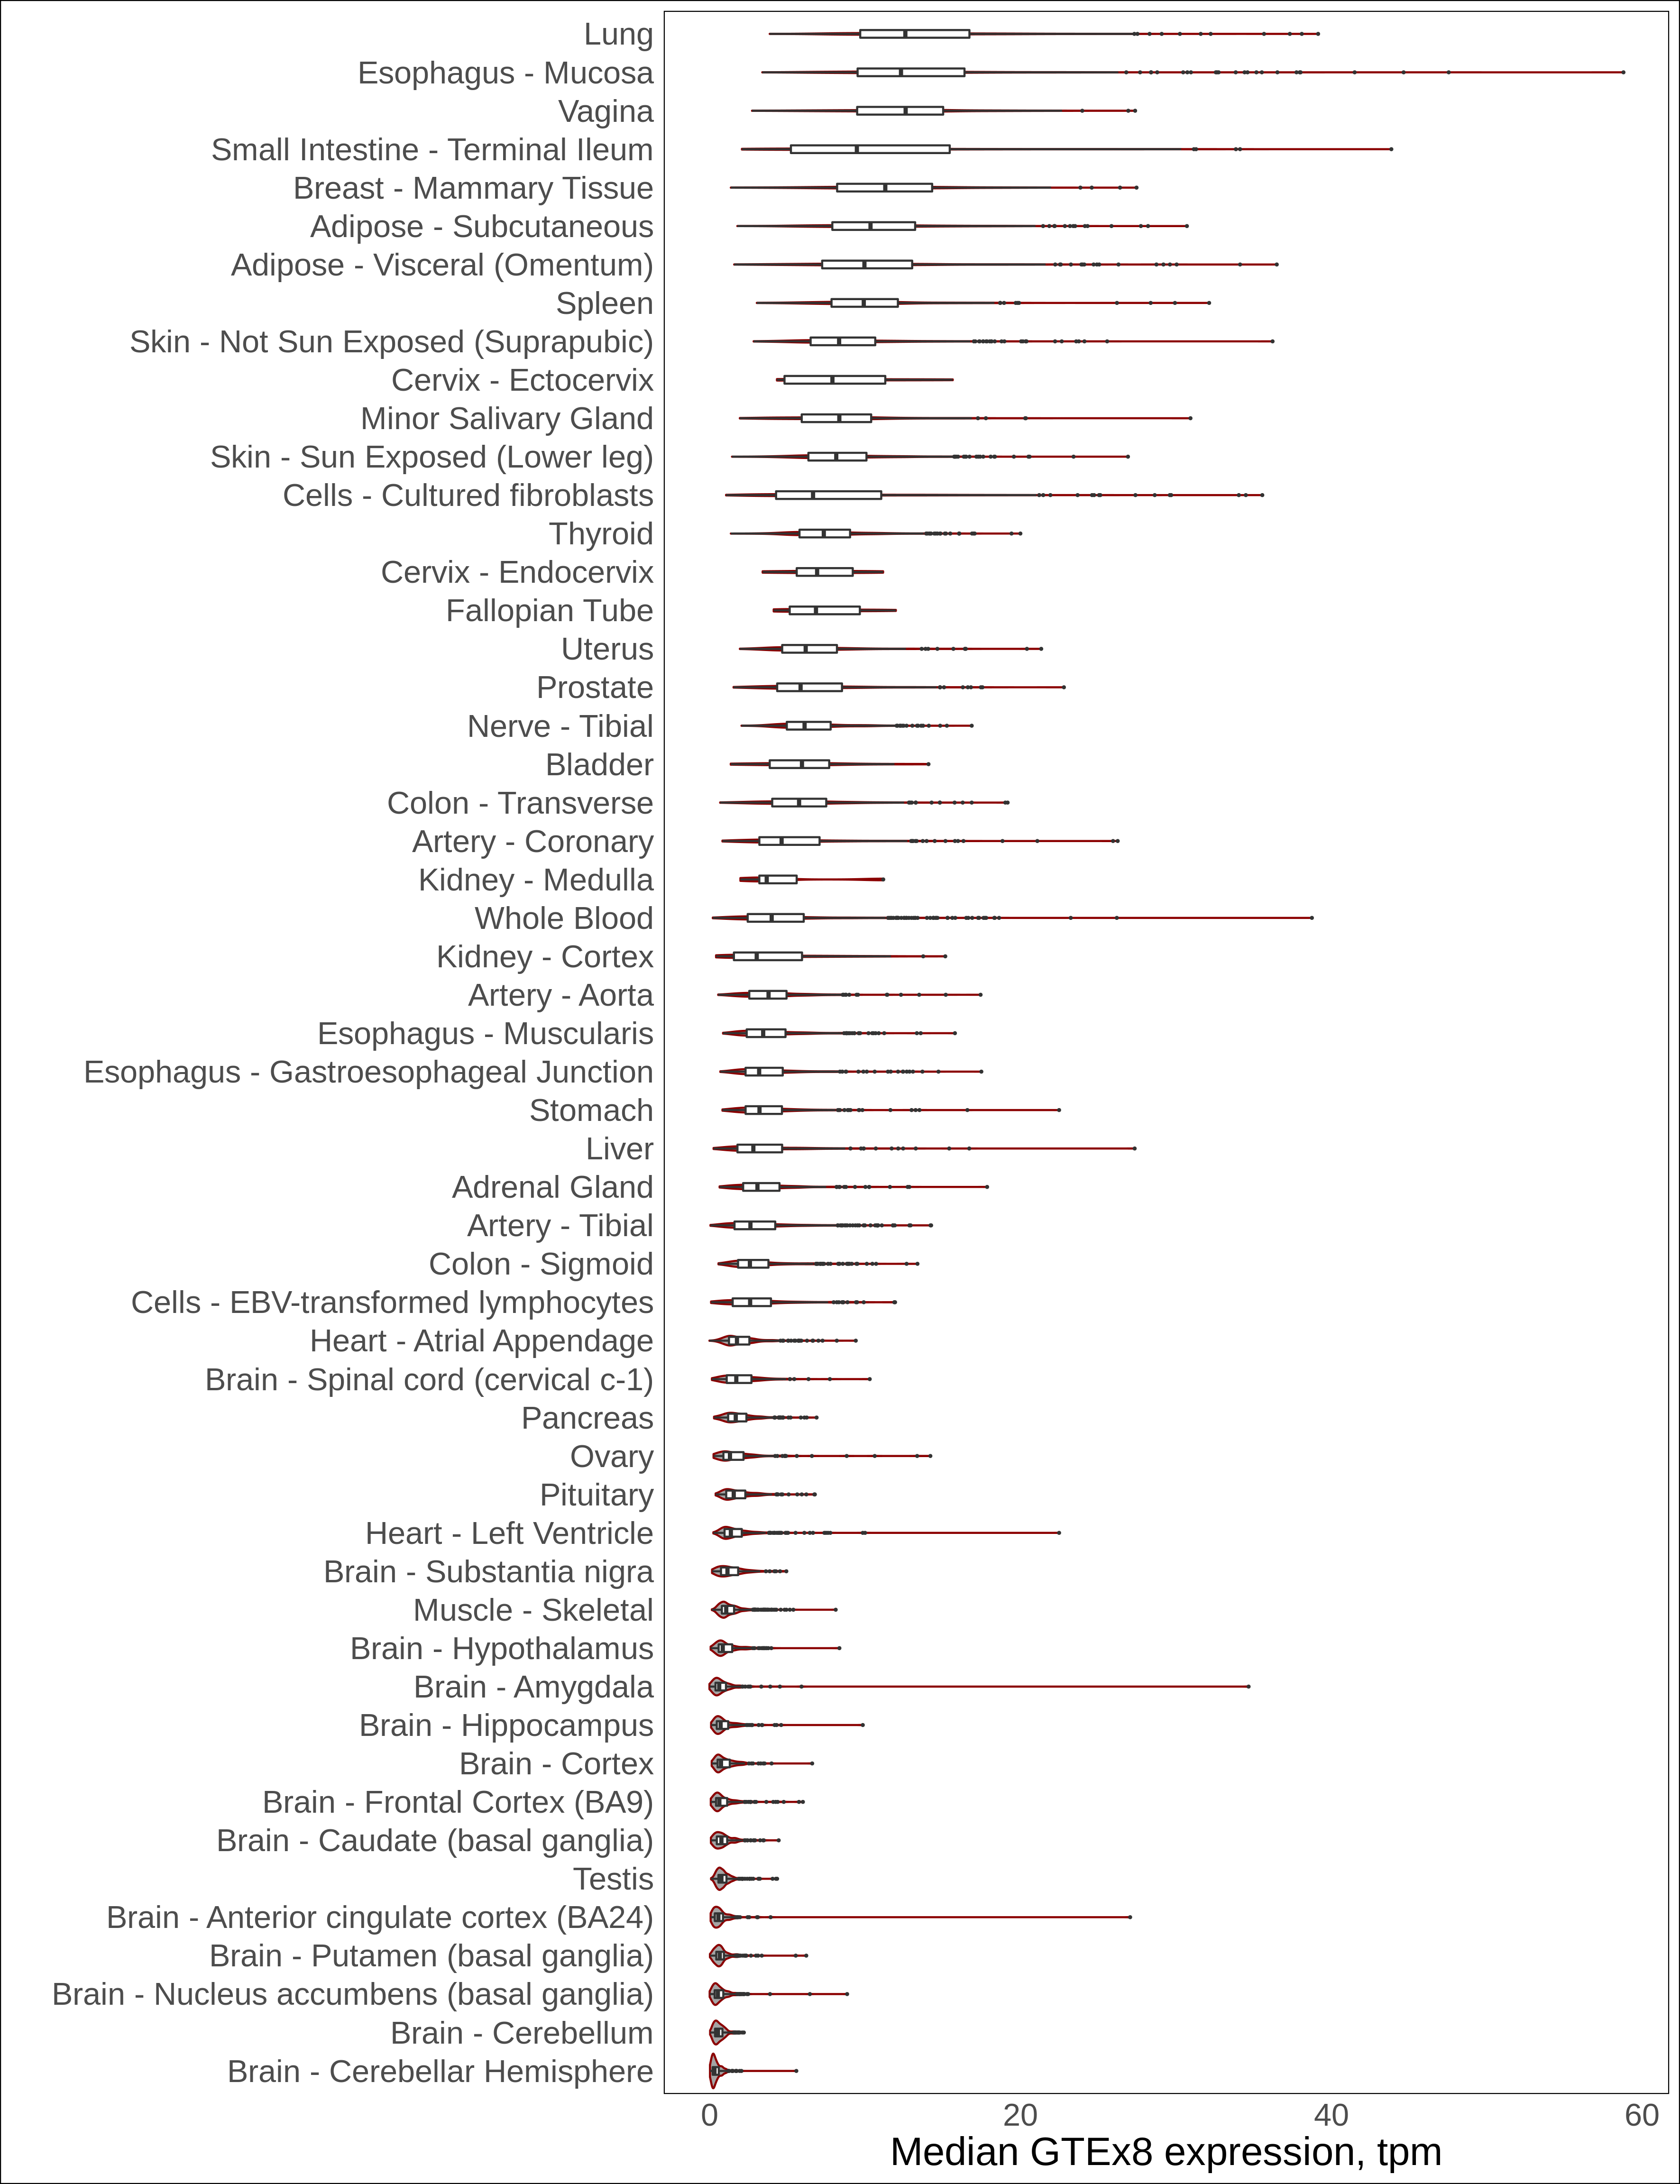 Lung
Esophagus - Mucosa
Vagina
Small Intestine - Terminal Ileum
Breast - Mammary Tissue
Adipose - Subcutaneous
Adipose - Visceral (Omentum)
Spleen
Skin - Not Sun Exposed (Suprapubic)
Cervix - Ectocervix
Minor Salivary Gland
Skin - Sun Exposed (Lower leg)
Cells - Cultured fibroblasts
Thyroid
Cervix - Endocervix
Fallopian Tube
Uterus
Prostate
Nerve - Tibial
Bladder
Colon - Transverse
Artery - Coronary
Kidney - Medulla
Whole Blood
Kidney - Cortex
Artery - Aorta
Esophagus - Muscularis
Esophagus - Gastroesophageal Junction
Stomach
Liver
Adrenal Gland
Artery - Tibial
Colon - Sigmoid
Cells - EBV-transformed lymphocytes
Heart - Atrial Appendage
Brain - Spinal cord (cervical c-1)
Pancreas
Ovary
Pituitary
Heart - Left Ventricle
Brain - Substantia nigra
Muscle - Skeletal
Brain - Hypothalamus
Brain - Amygdala
Brain - Hippocampus
Brain - Cortex
Brain - Frontal Cortex (BA9)
Brain - Caudate (basal ganglia)
Testis
Brain - Anterior cingulate cortex (BA24)
Brain - Putamen (basal ganglia)
Brain - Nucleus accumbens (basal ganglia)
Brain - Cerebellum
Brain - Cerebellar Hemisphere
0 20 40 60
Median GTEx8 expression, tpm